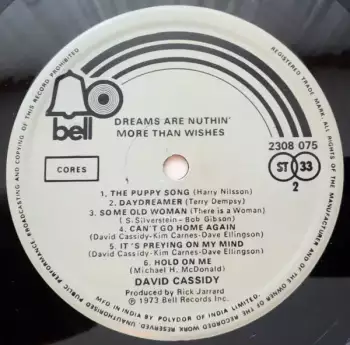 bell
DREAMS ARE NUTHIN'
MORE THAN WISHES
2308 075
CORES
ST 33
2
1. THE PUPPY SONG (Harry Nilsson)
2. DAYDREAMER (Terry Dempsy)
3. SOME OLD WOMAN (There is a Woman)
( S. Silverstein - Bob Gibson)
4. CAN'T GO HOME AGAIN
(David Cassidy-Kim Carnes-Dave Ellingson)
5. IT'S PREYING ON MY MIND
(David Cassidy-Kim Carnes-Dave Ellingson)
6. HOLD ON ME
(Michael H. McDonald)
DAVID CASSIDY
Produced by Rick Jarrard
© 1973 Bell Records Inc.
MFG IN INDIA BY POLYDOR OF INDIA LIMITED.
REGISTERED TRADE MARK. ALL RIGHTS OF THE MANUFACTURER AND OF THE OWNER OF THE RECORDED WORK RESERVED. UNAUTHORISED PUBLIC PERFORMANCE, BROADCASTING AND COPYING OF THIS RECORD PROHIBITED